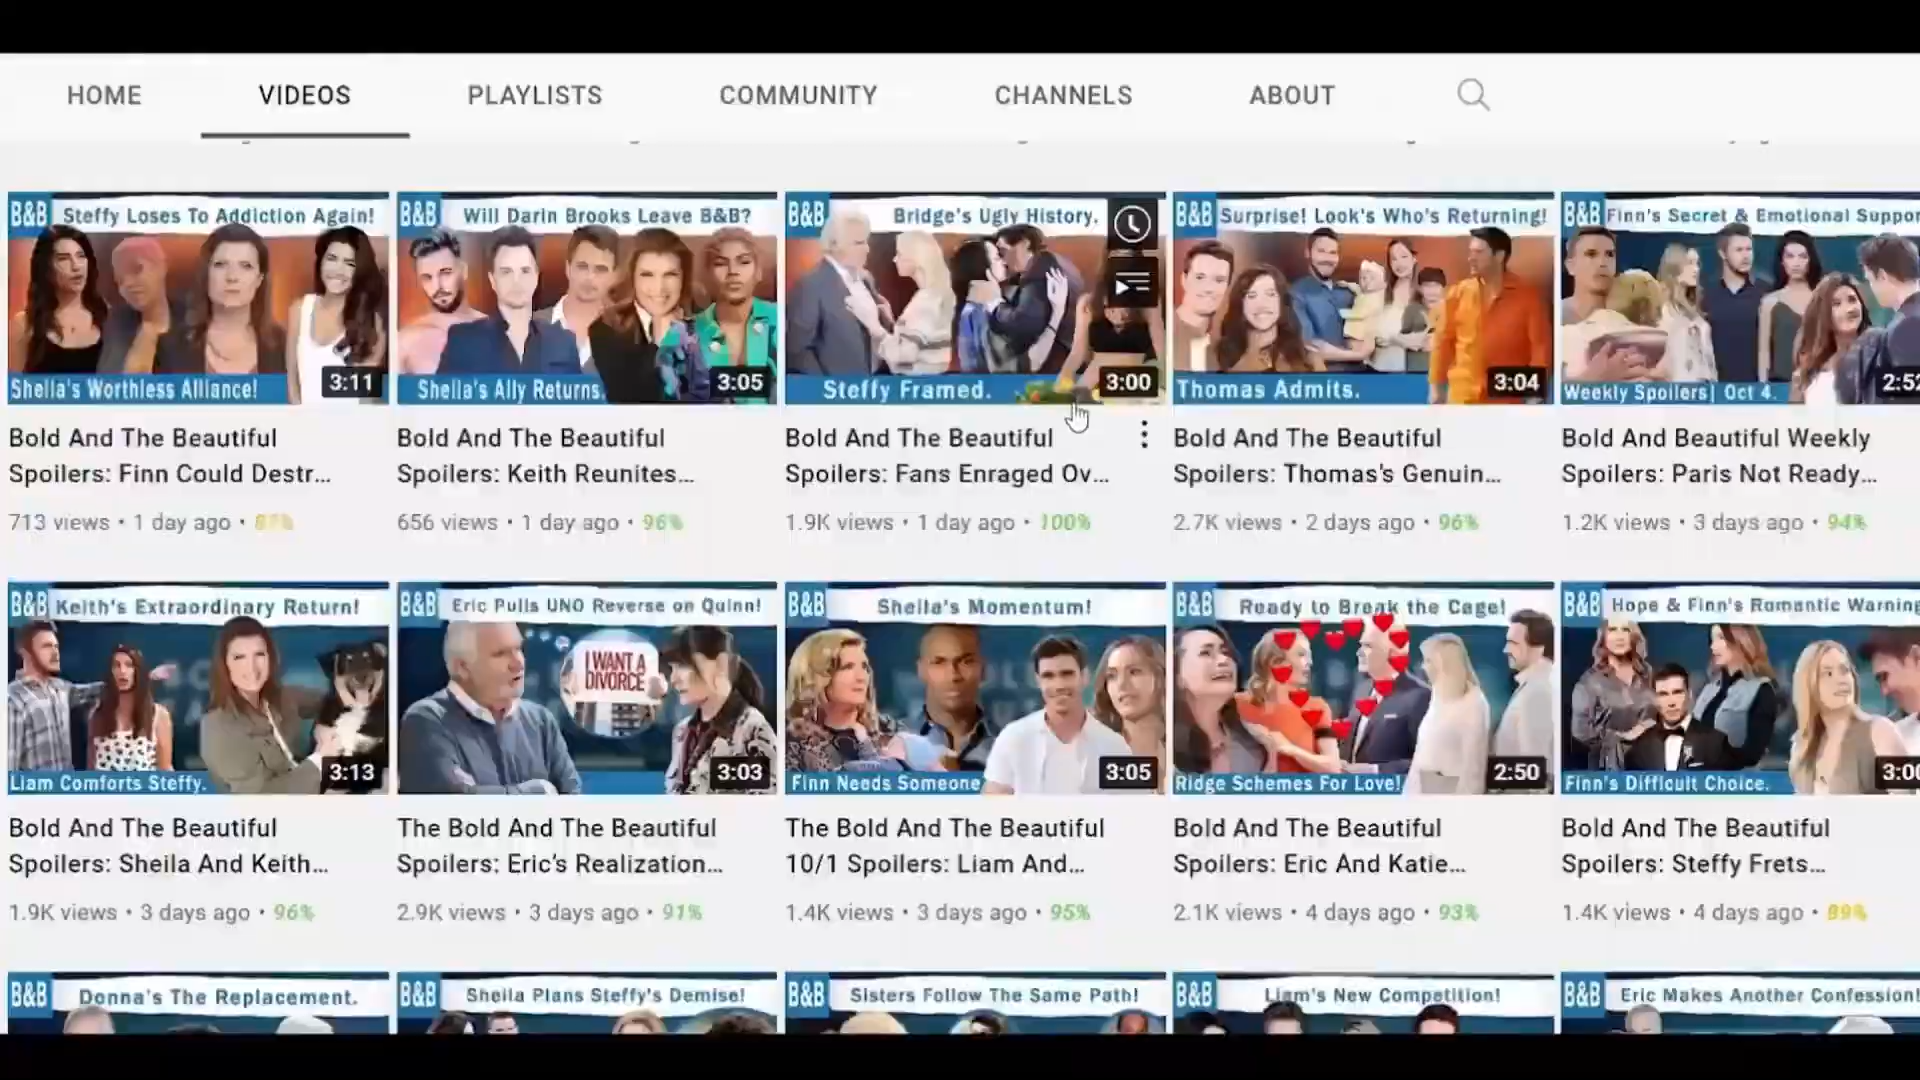 HOME VIDEOS PLAYLISTS COMMUNITY CHANNELS ABOUT
B&B Steffy Loses To Addiction Again!
Sheila's Worthless Alliance!
3:11
B&B Will Darin Brooks Leave B&B?
Sheila's Ally Returns.
3:05
B&B Bridge's Ugly History.
Steffy Framed.
3:00
B&B Surprise! Look's Who's Returning!
Thomas Admits.
3:04
B&B Finn's Secret & Emotional Suppor
Weekly Spoilers| Oct 4.
2:52
Bold And The Beautiful
Spoilers: Finn Could Destr...
713 views • 1 day ago • 87%
Bold And The Beautiful
Spoilers: Keith Reunites...
656 views • 1 day ago • 96%
Bold And The Beautiful
Spoilers: Fans Enraged Ov...
1.9K views • 1 day ago • 100%
Bold And The Beautiful
Spoilers: Thomas's Genuin...
2.7K views • 2 days ago • 96%
Bold And Beautiful Weekly
Spoilers: Paris Not Ready...
1.2K views • 3 days ago • 94%
B&B Keith's Extraordinary Return!
Liam Comforts Steffy.
3:13
B&B Eric Pulls UNO Reverse on Quinn!
I WANT A
DIVORCE
3:03
B&B Sheila's Momentum!
Finn Needs Someone
3:05
B&B Ready to Break the Cage!
Ridge Schemes For Love!
2:50
B&B Hope & Finn's Romantic Warning
Finn's Difficult Choice.
3:00
Bold And The Beautiful
Spoilers: Sheila And Keith...
1.9K views • 3 days ago • 96%
The Bold And The Beautiful
Spoilers: Eric's Realization...
2.9K views • 3 days ago • 91%
The Bold And The Beautiful
10/1 Spoilers: Liam And...
1.4K views • 3 days ago • 95%
Bold And The Beautiful
Spoilers: Eric And Katie...
2.1K views • 4 days ago • 93%
Bold And The Beautiful
Spoilers: Steffy Frets...
1.4K views • 4 days ago • 89%
B&B Donna's The Replacement.
B&B Sheila Plans Steffy's Demise!
B&B Sisters Follow The Same Path!
B&B Liam's New Competition!
B&B Eric Makes Another Confession!